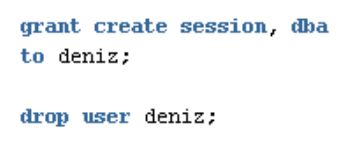 grant create session, dba
to deniz;
drop user deniz;